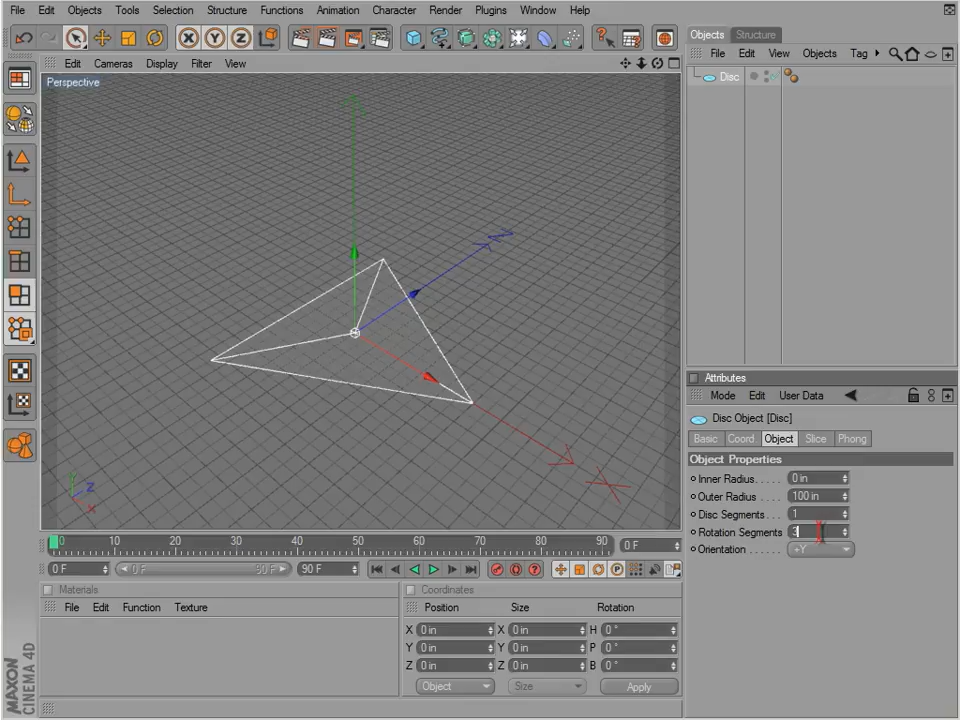 File Edit Objects Tools Selection Structure Functions Animation Character Render Plugins Window Help
X Y Z
Objects Structure
Edit Cameras Display Filter View
File Edit View Objects Tag
Perspective
Disc
Z
X
Y
Z
X
Attributes
Mode Edit User Data
Disc Object [Disc]
Basic Coord Object Slice Phong
Object Properties
Inner Radius 0 in
Outer Radius 100 in
Disc Segments 1
Rotation Segments 3
Orientation +Y
0 10 20 30 40 50 60 70 80 90 0 F
0 F 0 F 90 F 90 F
Materials
File Edit Function Texture
Coordinates
Position Size Rotation
X 0 in X 0 in H 0 °
Y 0 in Y 0 in P 0 °
Z 0 in Z 0 in B 0 °
Object Size Apply
MAXON
CINEMA 4D